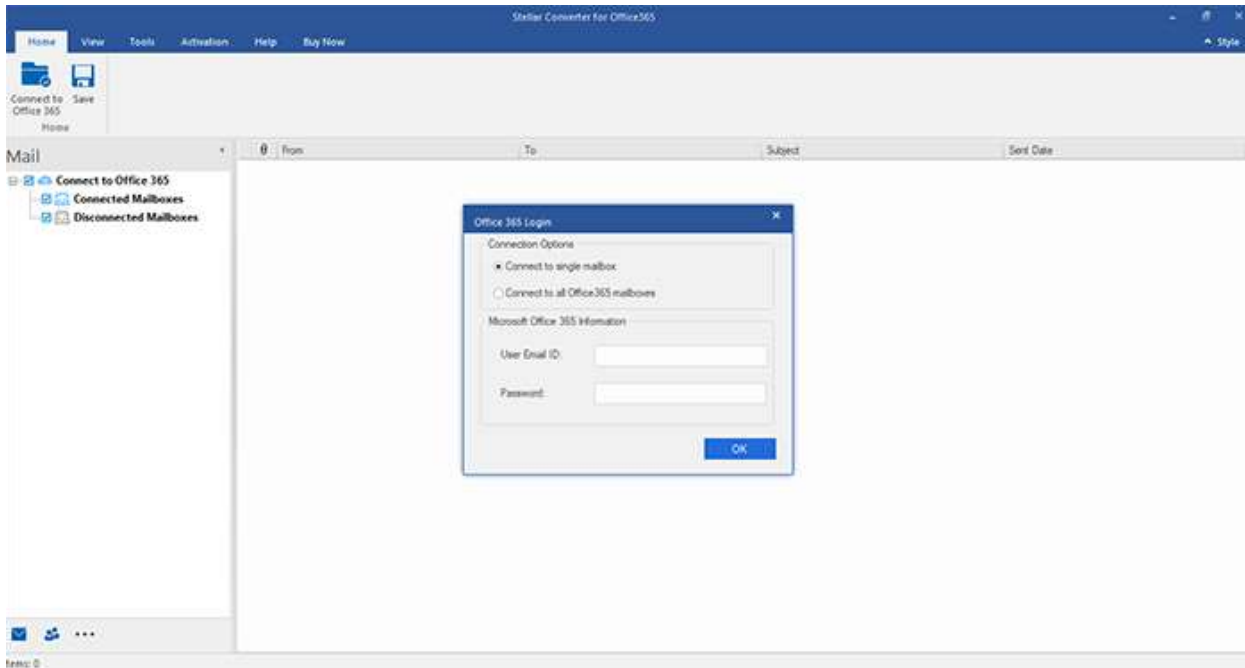 Stellar Converter for Office365
Home View Tools Activation Help Buy Now Style
Connect to Office 365
Save
Home
Mail
From To Subject Sent Date
Connect to Office 365
Connected Mailboxes
Disconnected Mailboxes
Office 365 Login
Connection Options
Connect to single mailbox
Connect to all Office365 mailboxes
Microsoft Office 365 Information
User Email ID:
Password:
OK
Items: 0